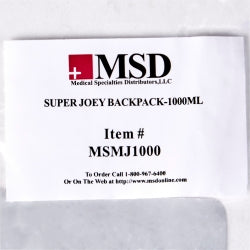 MSD
Medical Specialties Distributors,LLC
SUPER JOEY BACKPACK-1000ML
Item #
MSMJ1000
To Order Call 1-800-967-6400
Or On The Web at http://www.msdonline.com